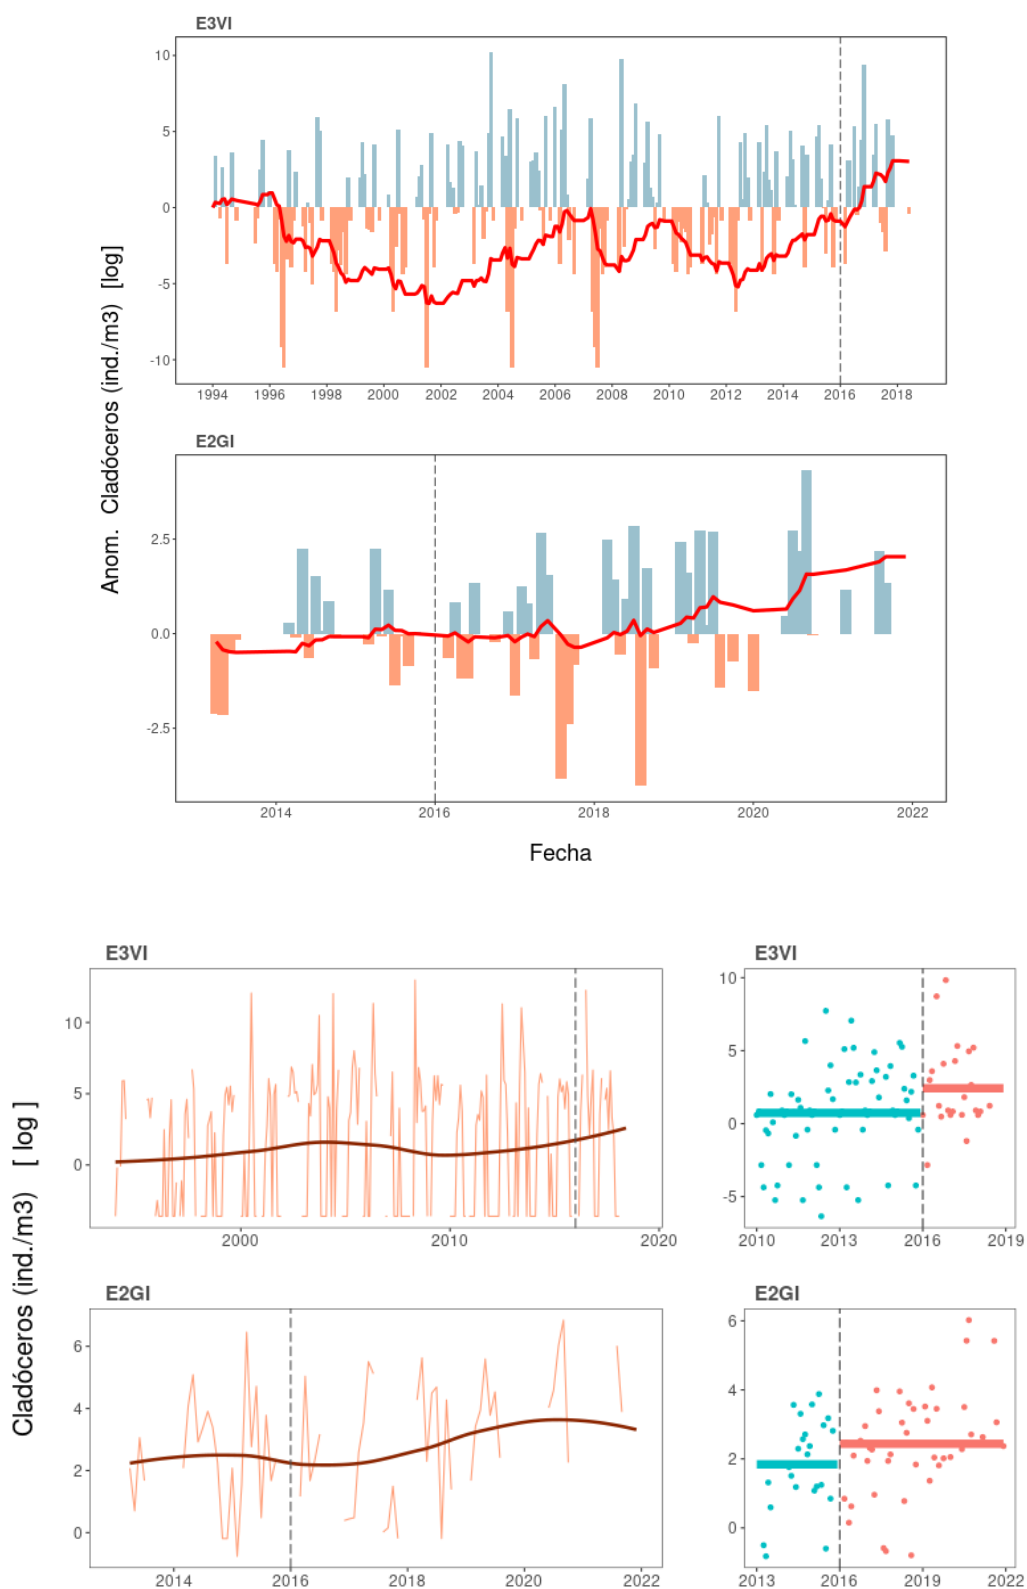 E3VI
10
5
0
-5
-10
1994 1996 1998 2000 2002 2004 2006 2008 2010 2012 2014 2016 2018
Anom. Cladóceros (ind./m3) [log]
E2GI
2.5
0.0
-2.5
2014 2016 2018 2020 2022
Fecha
Cladóceros (ind./m3) [ log ]
E3VI
10
5
0
2000 2010 2020
E3VI
10
5
0
-5
2010 2013 2016 2019
E2GI
6
4
2
0
2014 2016 2018 2020 2022
E2GI
6
4
2
0
2013 2016 2019 2022